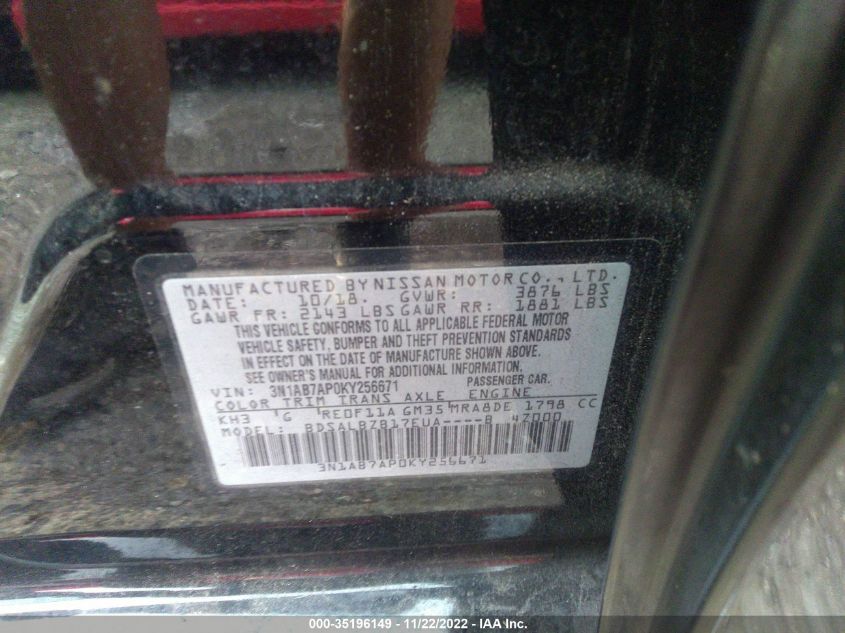 MANUFACTURED BY NISSAN MOTOR CO., LTD.
DATE: 10/18. GVWR: 3876 LBS
GAWR FR: 2143 LBS GAWR RR: 1881 LBS
THIS VEHICLE CONFORMS TO ALL APPLICABLE FEDERAL MOTOR
VEHICLE SAFETY, BUMPER AND THEFT PREVENTION STANDARDS
IN EFFECT ON THE DATE OF MANUFACTURE SHOWN ABOVE.
SEE OWNER'S MANUAL FOR ADDITIONAL INFORMATION.
VIN: 3N1AB7AP0KY256671 PASSENGER CAR.
COLOR TRIM TRANS AXLE ENGINE
KH3 'G 'RE0F11A GM35 MRA8DE 1798 CC
MODEL: BDSALBZB17EUA----B 47000
3N1AB7AP0KY256671
000-35196149 - 11/22/2022 - IAA Inc.